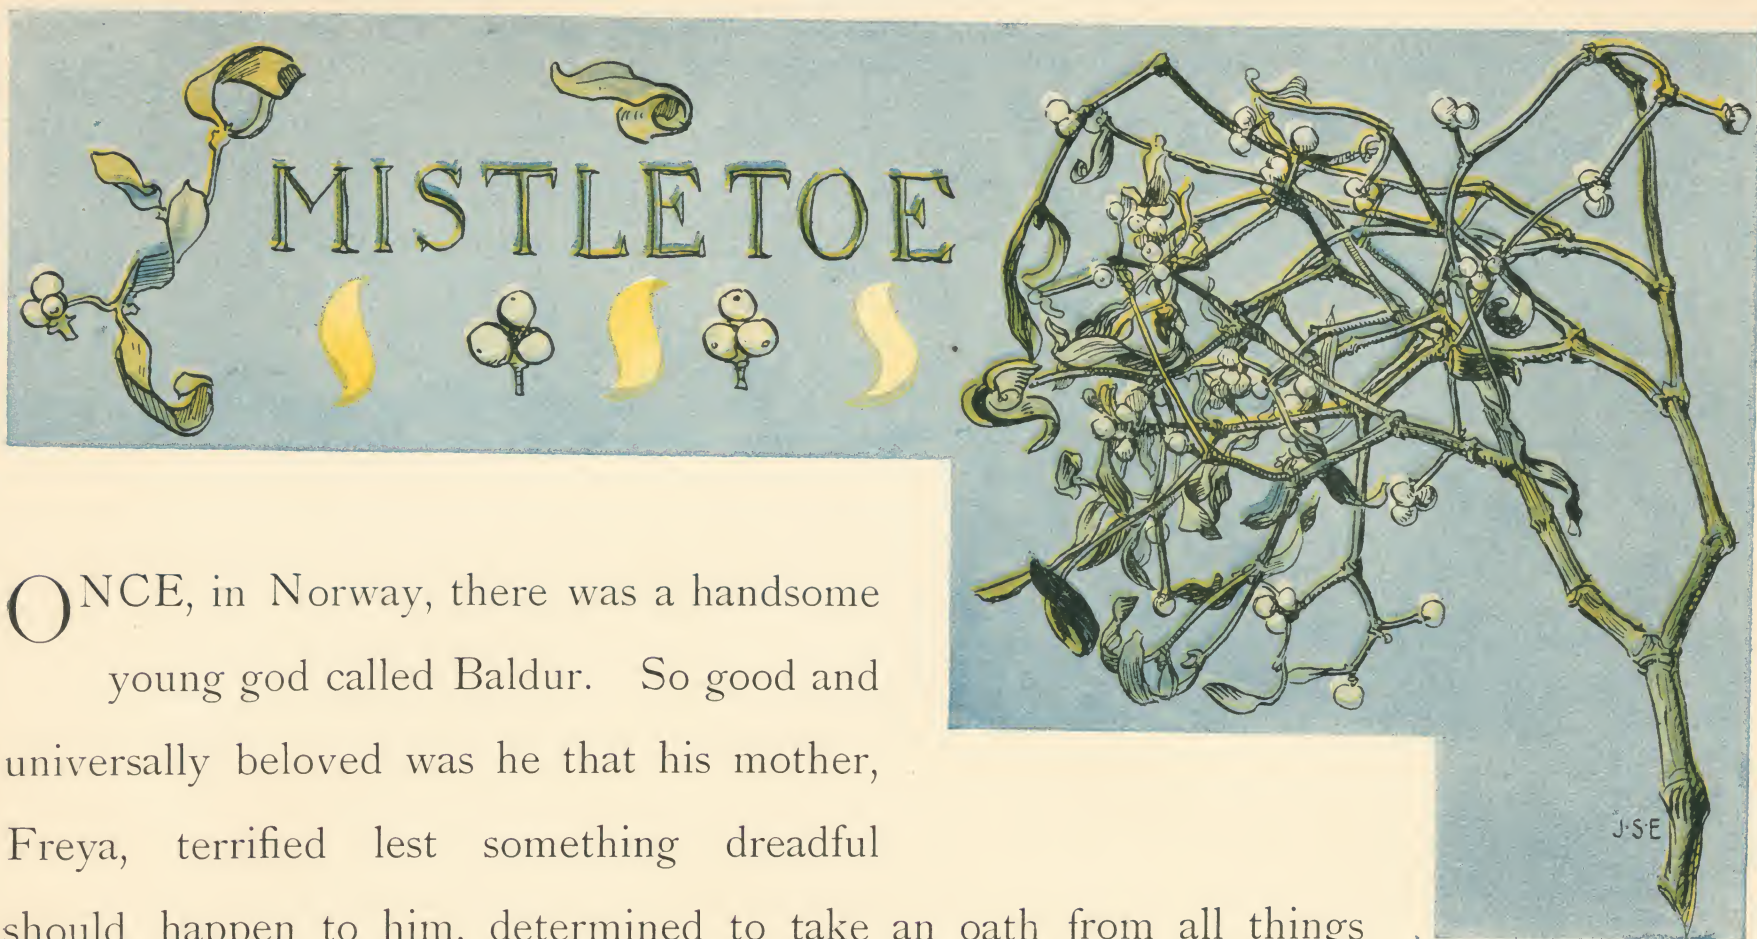 MISTLETOE
ONCE, in Norway, there was a handsome
young god called Baldur. So good and
universally beloved was he that his mother,
Freya, terrified lest something dreadful
J·S·E
should happen to him, determined to take an oath from all things